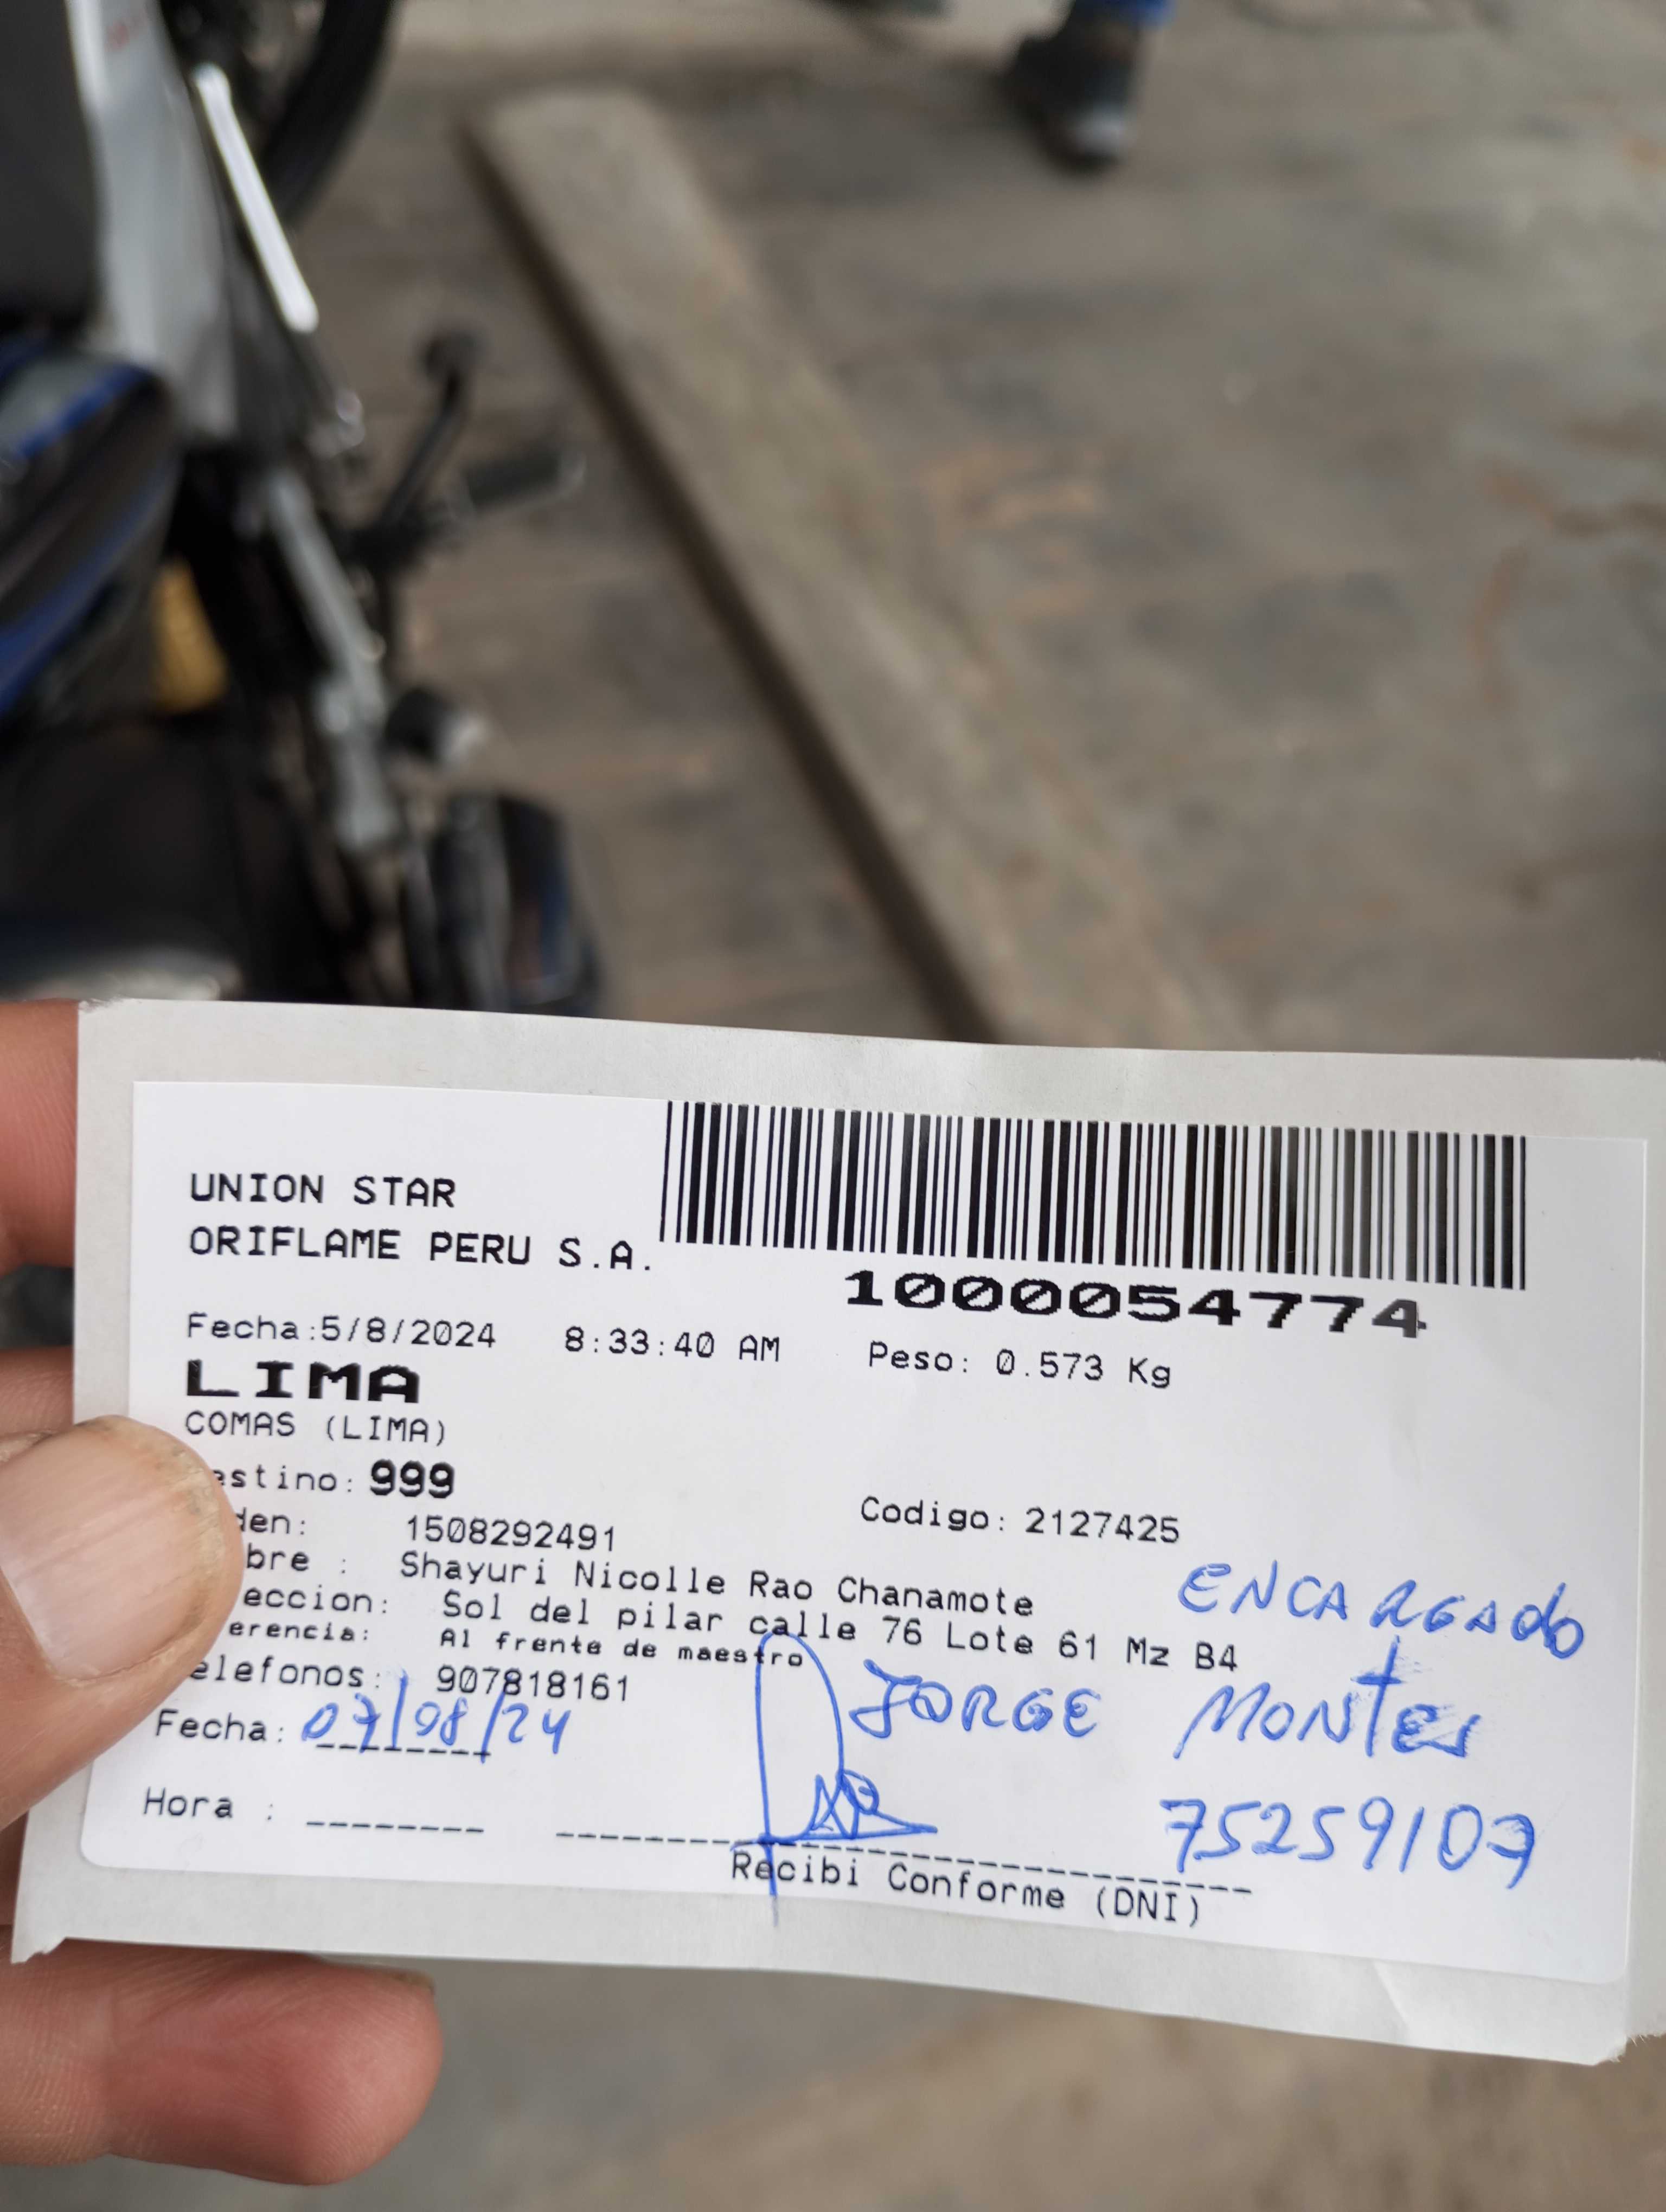 UNION STAR
ORIFLAME PERU S.A.
1000054774
Fecha:5/8/2024 8:33:40 AM Peso: 0.573 Kg
LIMA
COMAS (LIMA)
estino: 999
den: 1508292491 Codigo: 2127425
bre : Shayuri Nicolle Rao Chanamote
eccion: Sol del pilar calle 76 Lote 61 Mz B4
erencia: Al frente de maestro
elefonos: 907818161
ENCARGADO
JORGE MONTES
Fecha: 07/08/24
75259107
Hora :
Recibi Conforme (DNI)